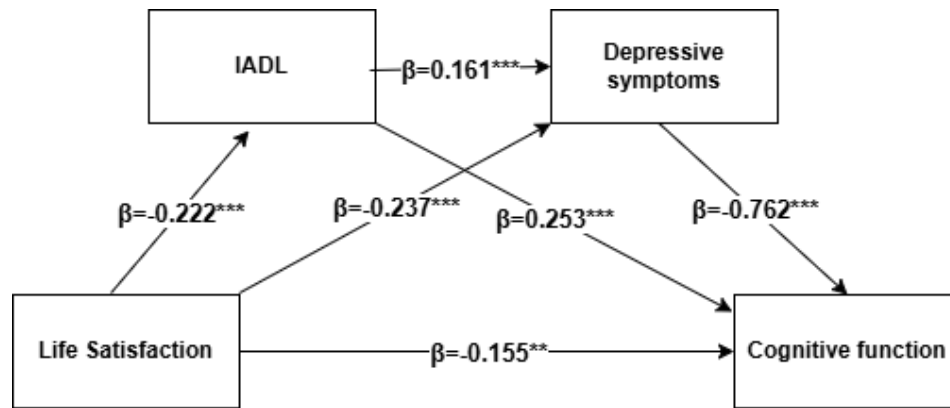 IADL
β=0.161***
Depressive
symptoms
β=-0.222***
β=-0.237***
β=0.253***
β=-0.762***
Life Satisfaction
β=-0.155**
Cognitive function